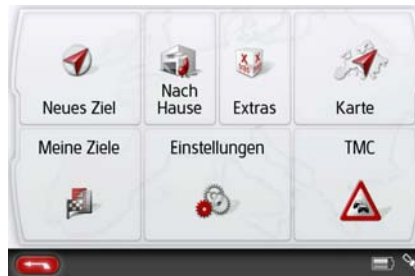 Neues Ziel
Nach
Hause
Extras
Karte
Meine Ziele
Einstellungen
TMC